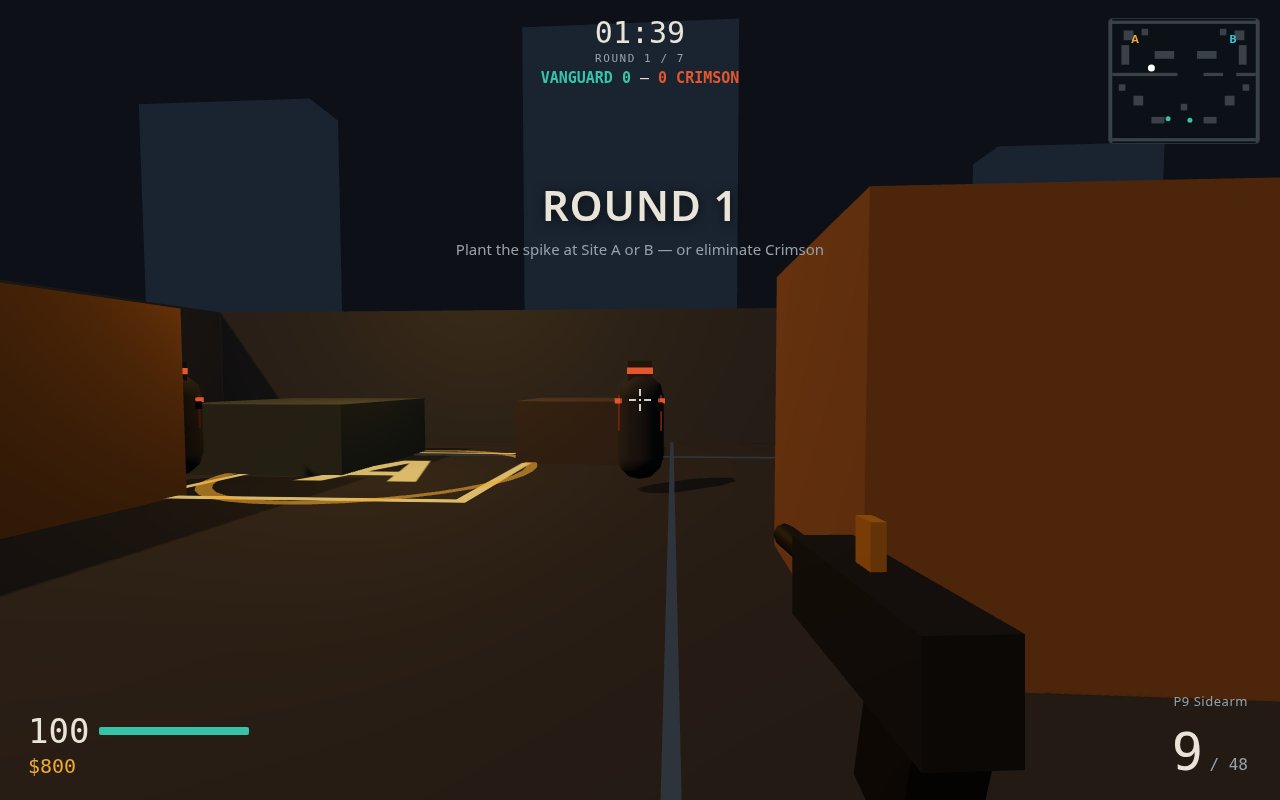 01:39
ROUND 1 / 7
VANGUARD 0 — 0 CRIMSON
A B
ROUND 1
Plant the spike at Site A or B — or eliminate Crimson
A
100
$800
P9 Sidearm
9 / 48